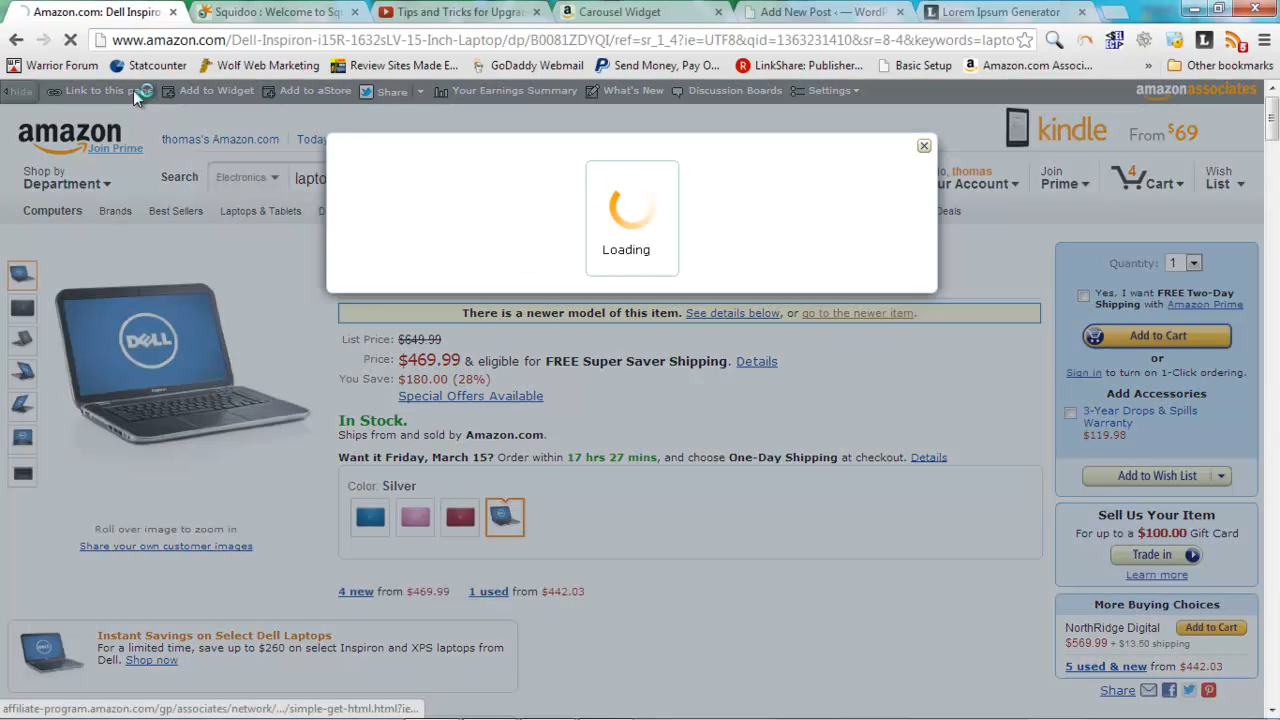 Amazon.com: Dell Inspiro
Squidoo : Welcome to Sq
Tips and Tricks for Upgra
Carousel Widget
Add New Post ‹ — WordP
Lorem Ipsum Generator
www.amazon.com/Dell-Inspiron-i15R-1632sLV-15-Inch-Laptop/dp/B0081ZDYQI/ref=sr_1_4?ie=UTF8&qid=1363231410&sr=8-4&keywords=lapto
Warrior Forum
Statcounter
Wolf Web Marketing
Review Sites Made E...
GoDaddy Webmail
Send Money, Pay O...
LinkShare: Publisher...
Basic Setup
Amazon.com Associ...
»
Other bookmarks
hide
Link to this
Add to Widget
Add to aStore
Share
Your Earnings Summary
What's New
Discussion Boards
Settings
amazonassociates
amazon
Join Prime
thomas's Amazon.com
Today
kindle From $69
Shop by
Department
Search
Electronics
lapto
o, thomas
ur Account
Join
Prime
4
Cart
Wish
List
Computers
Brands
Best Sellers
Laptops & Tablets
D
Deals
Loading
There is a newer model of this item. See details below, or go to the newer item.
List Price: $649.99
Price: $469.99 & eligible for FREE Super Saver Shipping. Details
You Save: $180.00 (28%)
Special Offers Available
In Stock.
Ships from and sold by Amazon.com.
Want it Friday, March 15? Order within 17 hrs 27 mins, and choose One-Day Shipping at checkout. Details
Color: Silver
DELL
Roll over image to zoom in
Share your own customer images
4 new from $469.99
1 used from $442.03
Instant Savings on Select Dell Laptops
For a limited time, save up to $260 on select Inspiron and XPS laptops from
Dell. Shop now
Quantity: 1
Yes, I want FREE Two-Day
Shipping with Amazon Prime
Add to Cart
or
Sign in to turn on 1-Click ordering.
Add Accessories
3-Year Drops & Spills
Warranty
$119.98
Add to Wish List
Sell Us Your Item
For up to a $100.00 Gift Card
Trade in
Learn more
More Buying Choices
NorthRidge Digital
Add to Cart
$569.99 + $13.50 shipping
5 used & new from $442.03
Share
affiliate-program.amazon.com/gp/associates/network/.../simple-get-html.html?ie...